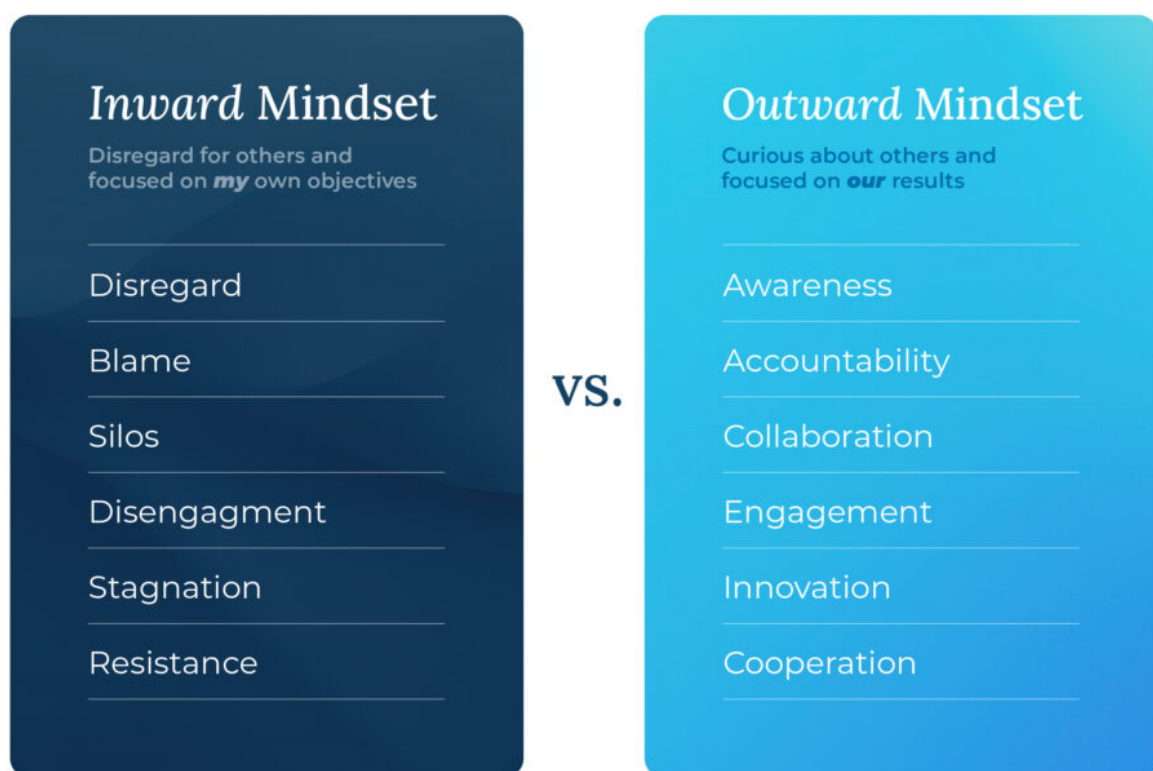 Inward Mindset
Disregard for others and
focused on my own objectives
Disregard
Blame
Silos
Disengagment
Stagnation
Resistance
vs.
Outward Mindset
Curious about others and
focused on our results
Awareness
Accountability
Collaboration
Engagement
Innovation
Cooperation